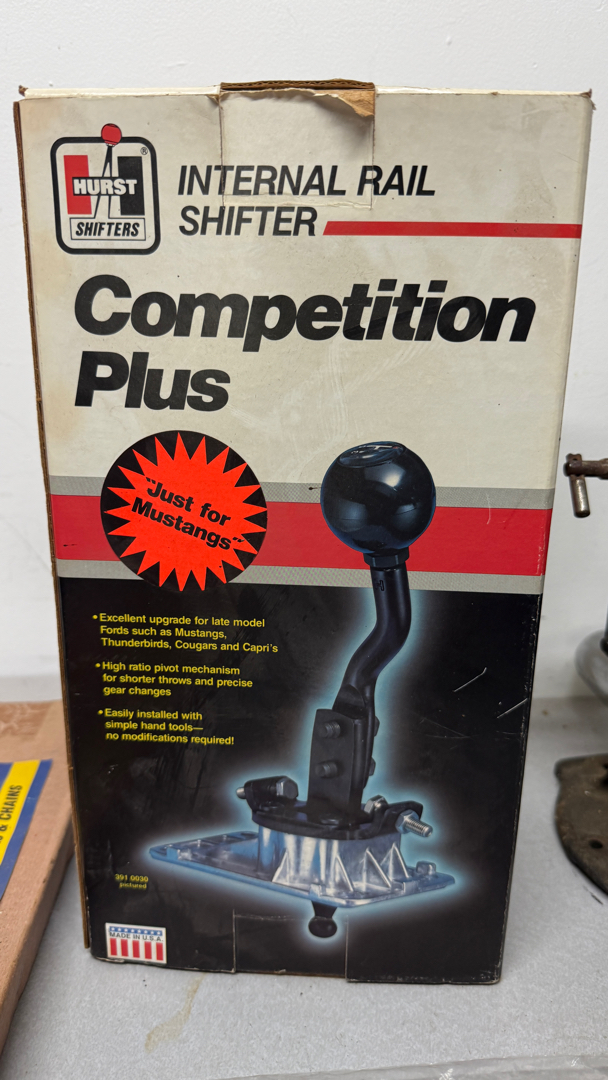 HURST
®
SHIFTERS
INTERNAL RAIL
SHIFTER
Competition
Plus
"Just for
Mustangs"
•Excellent upgrade for late model
Fords such as Mustangs,
Thunderbirds, Cougars and Capri's
•High ratio pivot mechanism
for shorter throws and precise
gear changes
•Easily installed with
simple hand tools—
no modifications required!
391 0030
pictured
MADE IN U.S.A.
& CHAINS